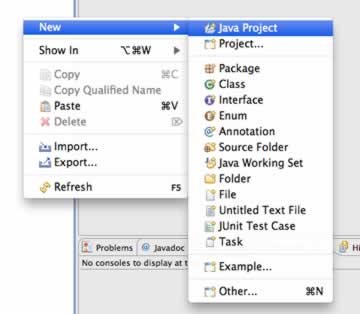 New
Show In ⌥⌘W
Copy ⌘C
Copy Qualified Name
Paste ⌘V
Delete ⌦
Import...
Export...
Refresh F5
Java Project
Project...
Package
Class
Interface
Enum
Annotation
Source Folder
Java Working Set
Folder
File
Untitled Text File
JUnit Test Case
Task
Example...
Other... ⌘N
Problems @ Javadoc
Hi
No consoles to display at t